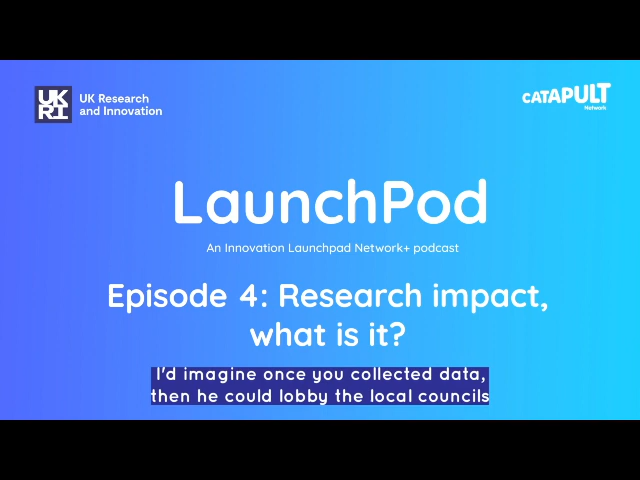 UK
RI
UK Research
and Innovation
CATAPULT
Network
LaunchPod
An Innovation Launchpad Network+ podcast
Episode 4: Research impact,
what is it?
I'd imagine once you collected data,
then he could lobby the local councils